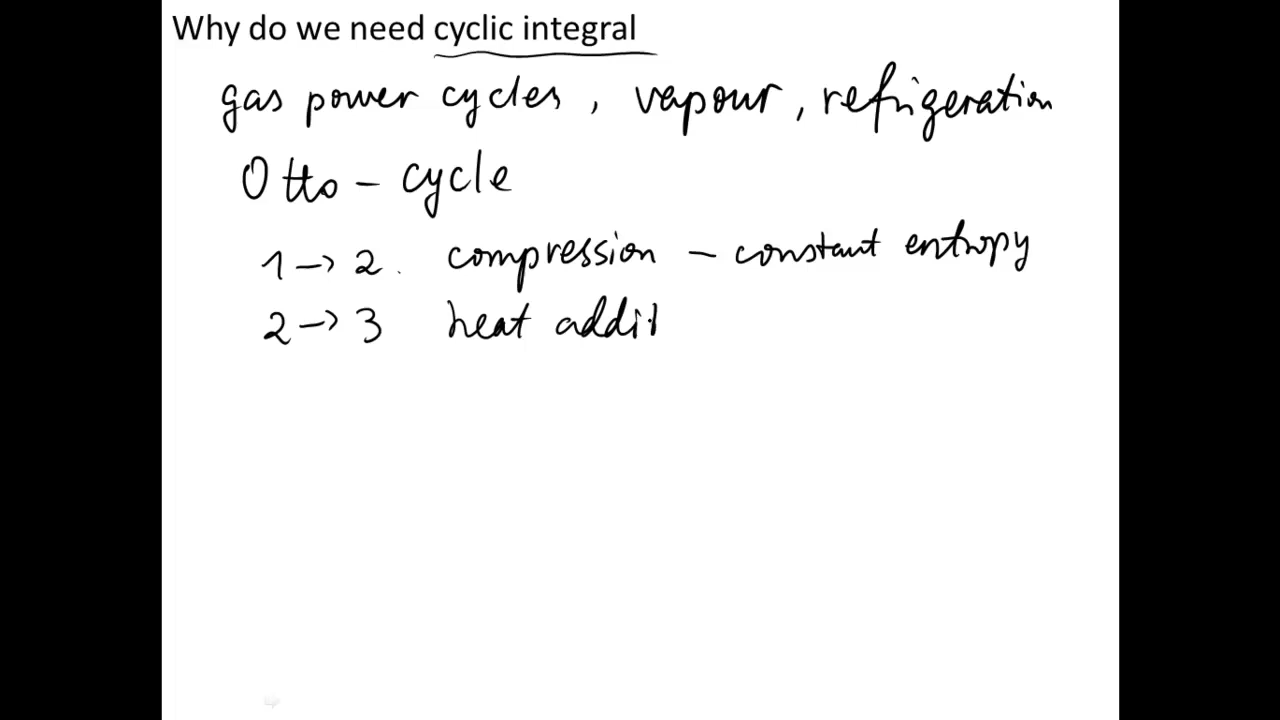 Why do we need cyclic integral
gas power cycles, vapour, refrigeration
Otto - cycle
1 → 2. compression - constant entropy
2 → 3 heat addit